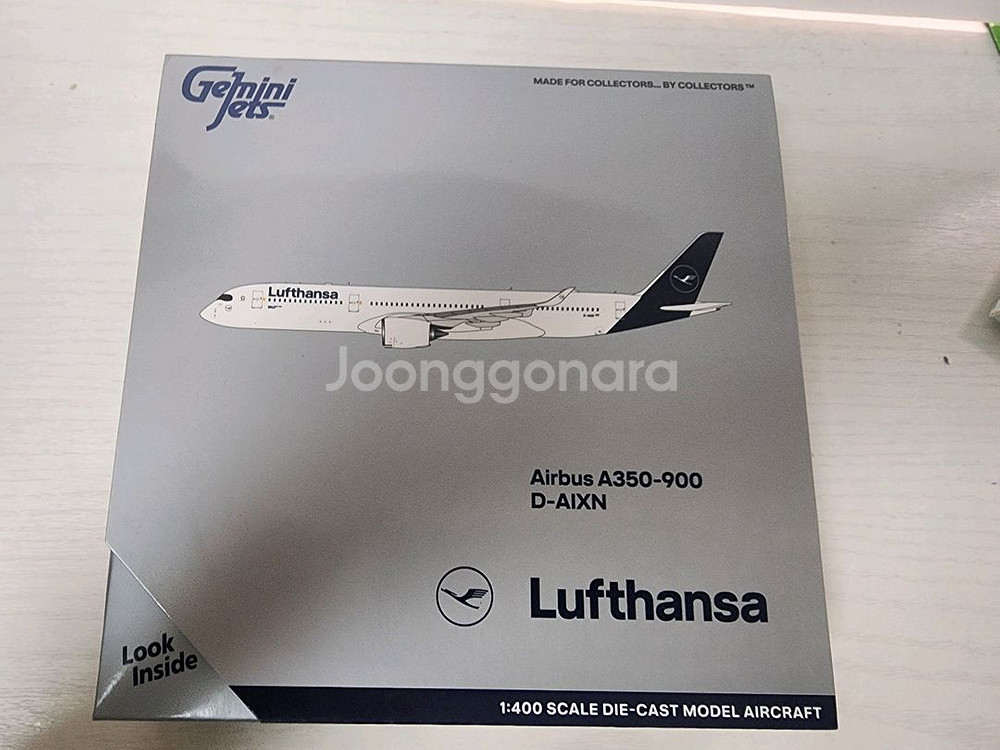 Gemini Jets®
MADE FOR COLLECTORS... BY COLLECTORS™
Lufthansa
Joonggonara
Airbus A350-900
D-AIXN
Lufthansa
Look
Inside
1:400 SCALE DIE-CAST MODEL AIRCRAFT